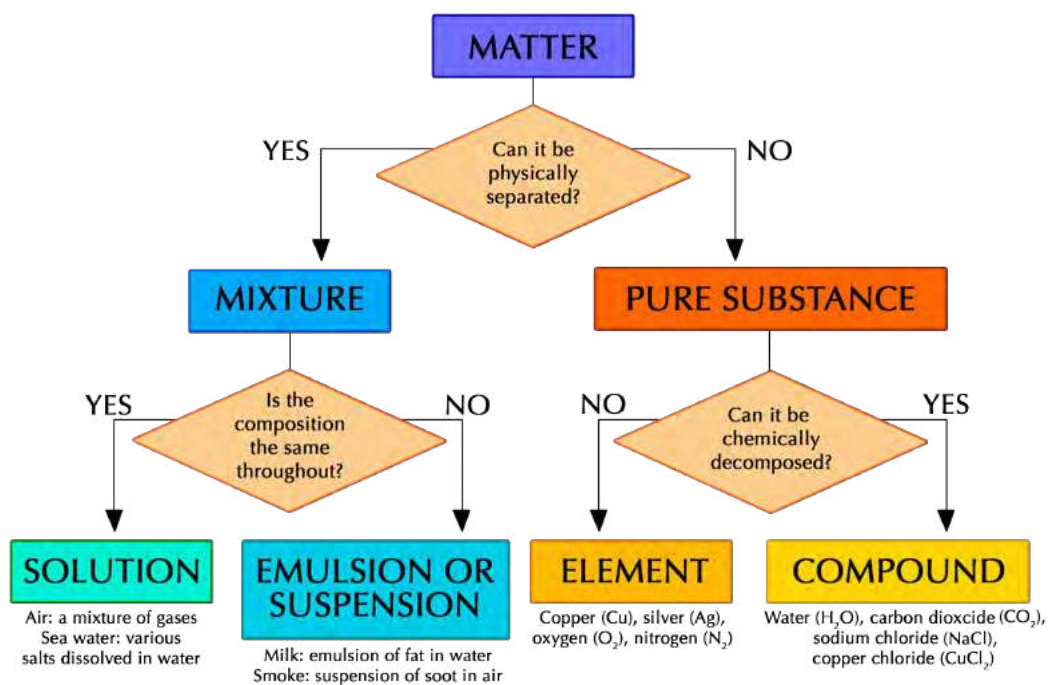 MATTER
YES
Can it be
physically
separated?
NO
MIXTURE
PURE SUBSTANCE
YES
Is the
composition
the same
throughout?
NO
NO
Can it be
chemically
decomposed?
YES
SOLUTION
Air: a mixture of gases
Sea water: various
salts dissolved in water
EMULSION OR
SUSPENSION
Milk: emulsion of fat in water
Smoke: suspension of soot in air
ELEMENT
Copper (Cu), silver (Ag),
oxygen (O₂), nitrogen (N₂)
COMPOUND
Water (H₂O), carbon dioxcide (CO₂),
sodium chloride (NaCl),
copper chloride (CuCl₂)